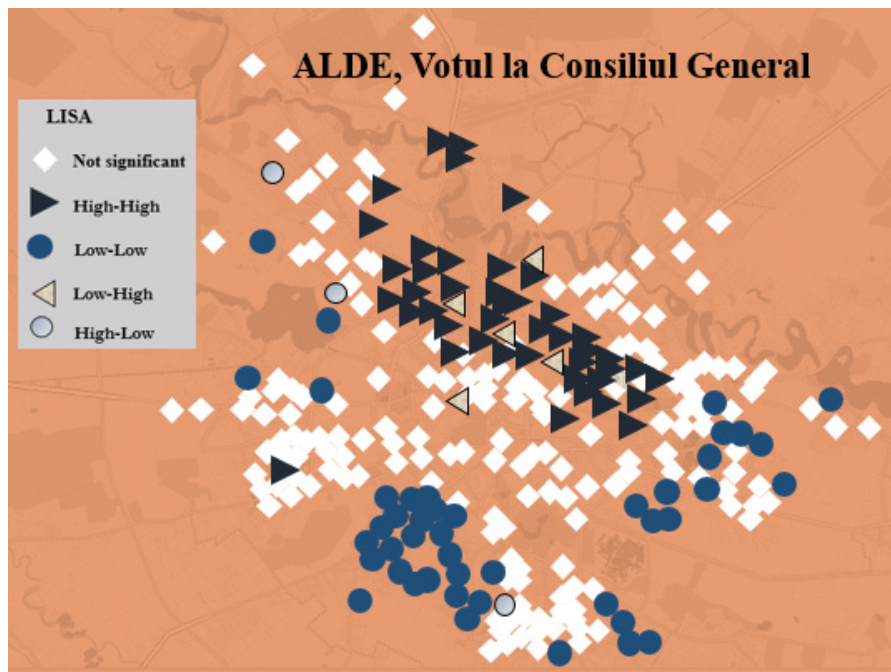 ALDE, Votul la Consiliul General
LISA
Not significant
High-High
Low-Low
Low-High
High-Low